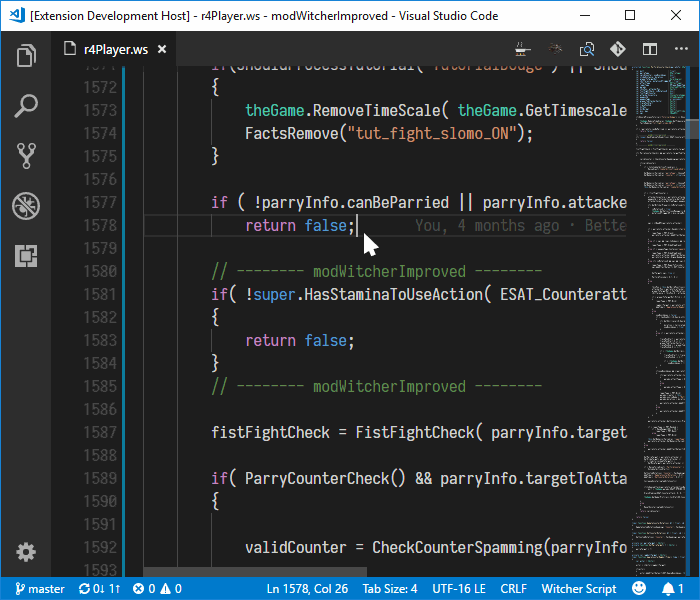 [Extension Development Host] - r4Player.ws - modWitcherImproved - Visual Studio Code
r4Player.ws
1571 if(ShouldProcessTutorial( 'TutorialDodge' ) || Shou
1572 {
1573 theGame.RemoveTimeScale( theGame.GetTimescale
1574 FactsRemove("tut_fight_slomo_ON");
1575 }
1576
1577 if ( !parryInfo.canBeParried || parryInfo.attacke
1578 return false; You, 4 months ago · Bette
1579
1580 // -------- modWitcherImproved --------
1581 if( !super.HasStaminaToUseAction( ESAT_Counteratt
1582 {
1583 return false;
1584 }
1585 // -------- modWitcherImproved --------
1586
1587 fistFightCheck = FistFightCheck( parryInfo.target
1588
1589 if( ParryCounterCheck() && parryInfo.targetToAtta
1590 {
1591
1592 validCounter = CheckCounterSpamming(parryInfo
1593
master 0↓ 1↑ 0 0 Ln 1578, Col 26 Tab Size: 4 UTF-16 LE CRLF Witcher Script 1